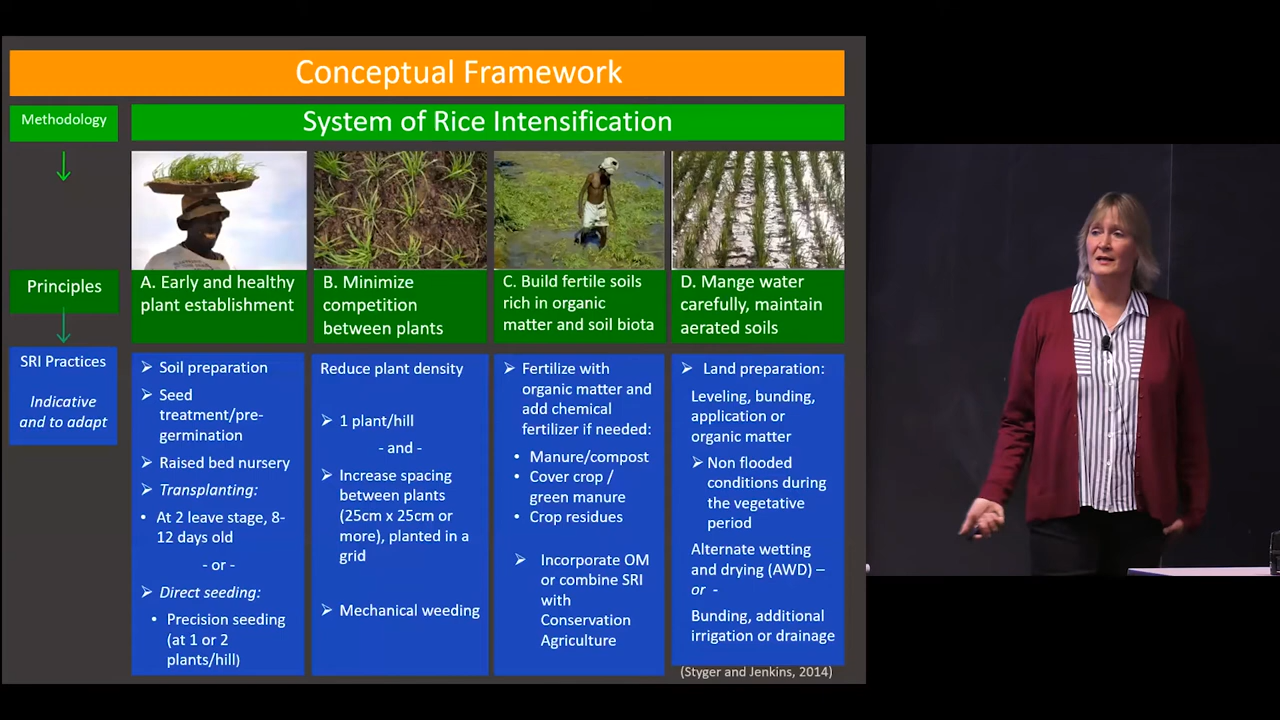 Conceptual Framework
Methodology
System of Rice Intensification
Principles
A. Early and healthy
plant establishment
B. Minimize
competition
between plants
C. Build fertile soils
rich in organic
matter and soil biota
D. Mange water
carefully, maintain
aerated soils
SRI Practices
Indicative
and to adapt
➢ Soil preparation
➢ Seed
treatment/pre-
germination
➢ Raised bed nursery
➢ Transplanting:
• At 2 leave stage, 8-
12 days old
- or -
➢ Direct seeding:
• Precision seeding
(at 1 or 2
plants/hill)
Reduce plant density
➢ 1 plant/hill
- and -
➢ Increase spacing
between plants
(25cm x 25cm or
more), planted in a
grid
➢ Mechanical weeding
➢ Fertilize with
organic matter and
add chemical
fertilizer if needed:
• Manure/compost
• Cover crop /
green manure
• Crop residues
➢ Incorporate OM
or combine SRI
with
Conservation
Agriculture
➢ Land preparation:
Leveling, bunding,
application or
organic matter
➢ Non flooded
conditions during
the vegetative
period
Alternate wetting
and drying (AWD) –
or -
Bunding, additional
irrigation or drainage
(Styger and Jenkins, 2014)